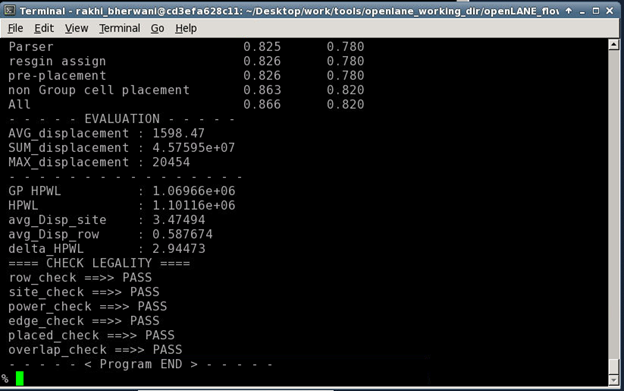 Terminal - rakhi_bherwani@cd3efa628c11: ~/Desktop/work/tools/openlane_working_dir/openLANE_flov
File Edit View Terminal Go Help
Parser 0.825 0.780
resgin assign 0.826 0.780
pre-placement 0.826 0.780
non Group cell placement 0.863 0.820
All 0.866 0.820
- - - - - EVALUATION - - - - -
AVG_displacement : 1598.47
SUM_displacement : 4.57595e+07
MAX_displacement : 20454
- - - - - - - - - - - - - - - -
GP HPWL : 1.06966e+06
HPWL : 1.10116e+06
avg_Disp_site : 3.47494
avg_Disp_row : 0.587674
delta_HPWL : 2.94473
==== CHECK LEGALITY ====
row_check ==>> PASS
site_check ==>> PASS
power_check ==>> PASS
edge_check ==>> PASS
placed_check ==>> PASS
overlap_check ==>> PASS
- - - - - < Program END > - - - - -
%